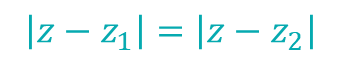 |z − z₁| = |z − z₂|